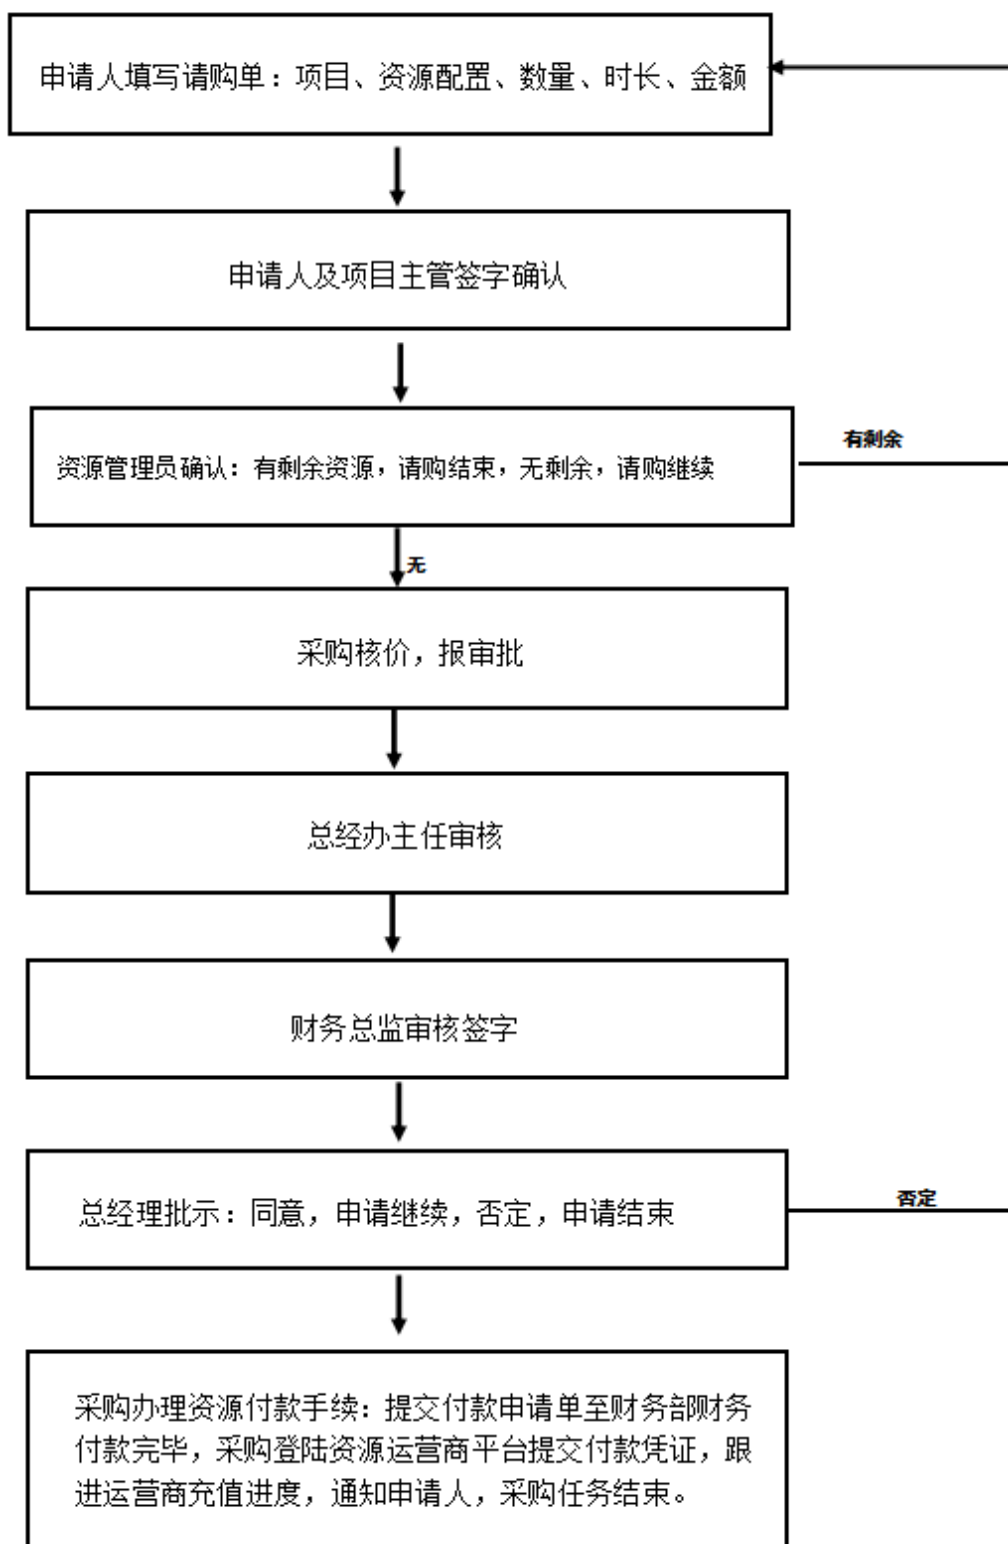 申请人填写请购单：项目、资源配置、数量、时长、金额
申请人及项目主管签字确认
有剩余
资源管理员确认：有剩余资源，请购结束，无剩余，请购继续
无
采购核价，报审批
总经办主任审核
财务总监审核签字
否定
总经理批示：同意，申请继续，否定，申请结束
采购办理资源付款手续：提交付款申请单至财务部财务
付款完毕，采购登陆资源运营商平台提交付款凭证，跟
进运营商充值进度，通知申请人，采购任务结束。